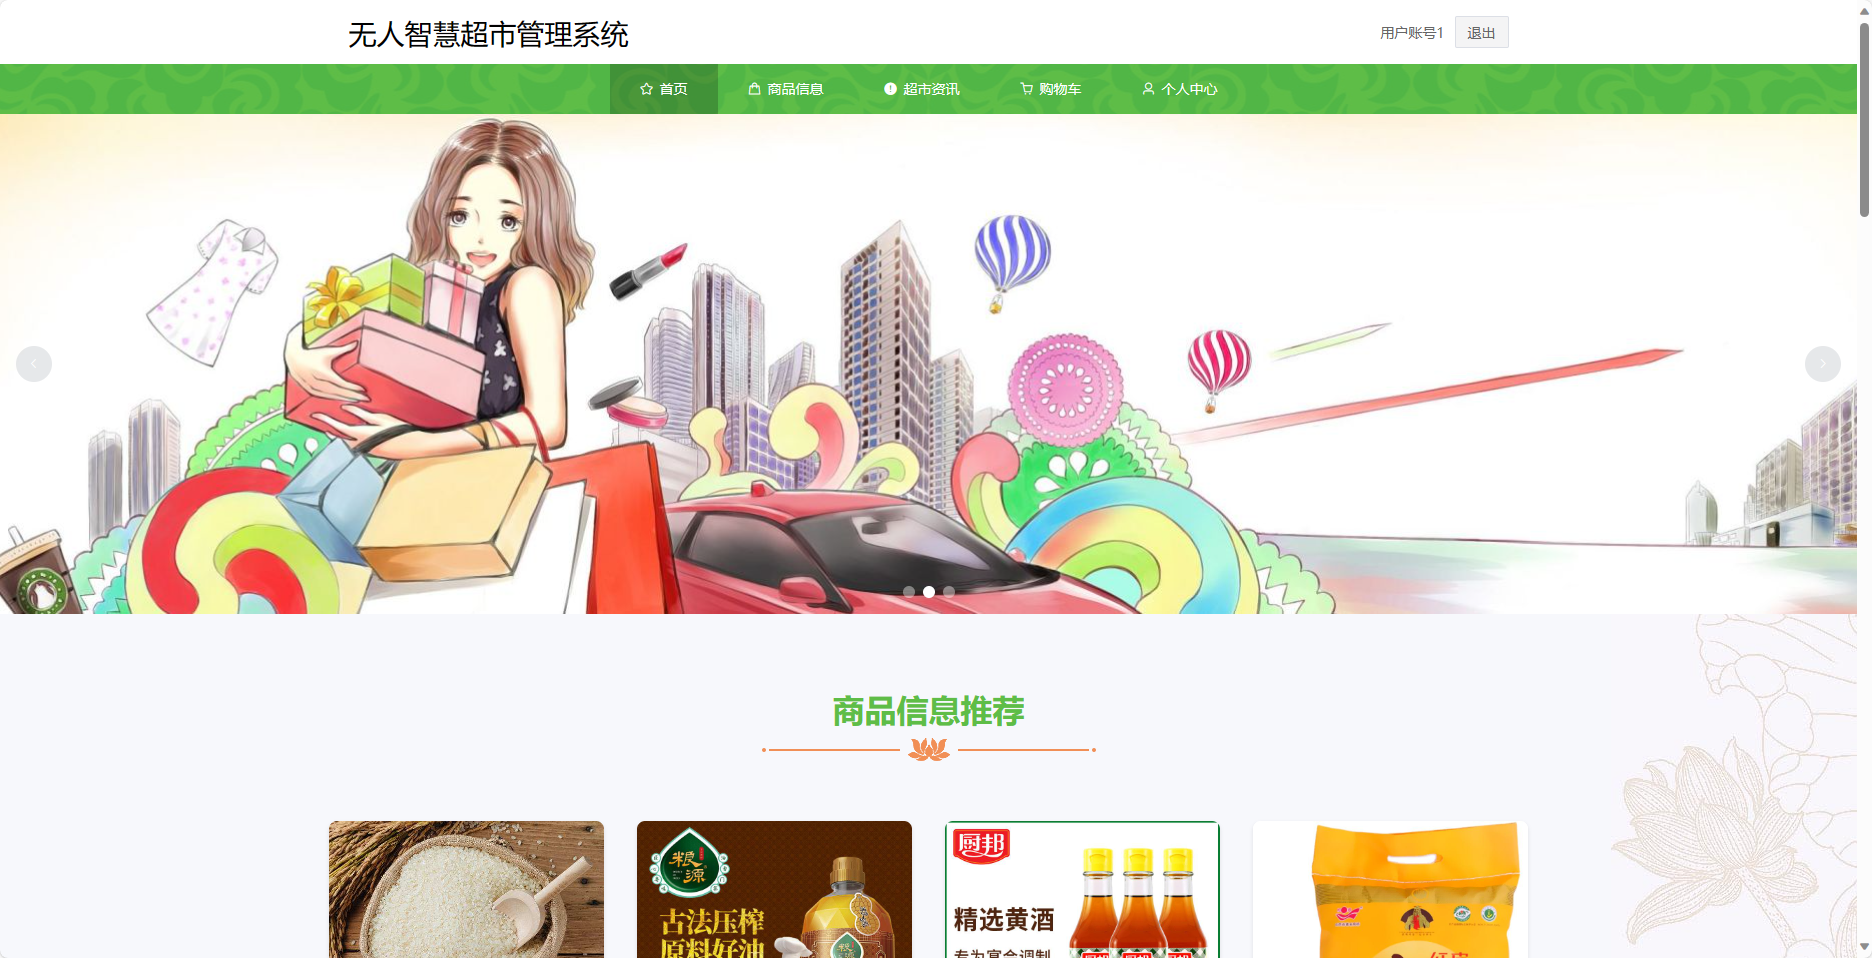 无人智慧超市管理系统
用户账号1 退出
首页 商品信息 超市资讯 购物车 个人中心
商品信息推荐
粮源
古法压榨
原料好油
厨邦
精选黄酒
专为宴会调制